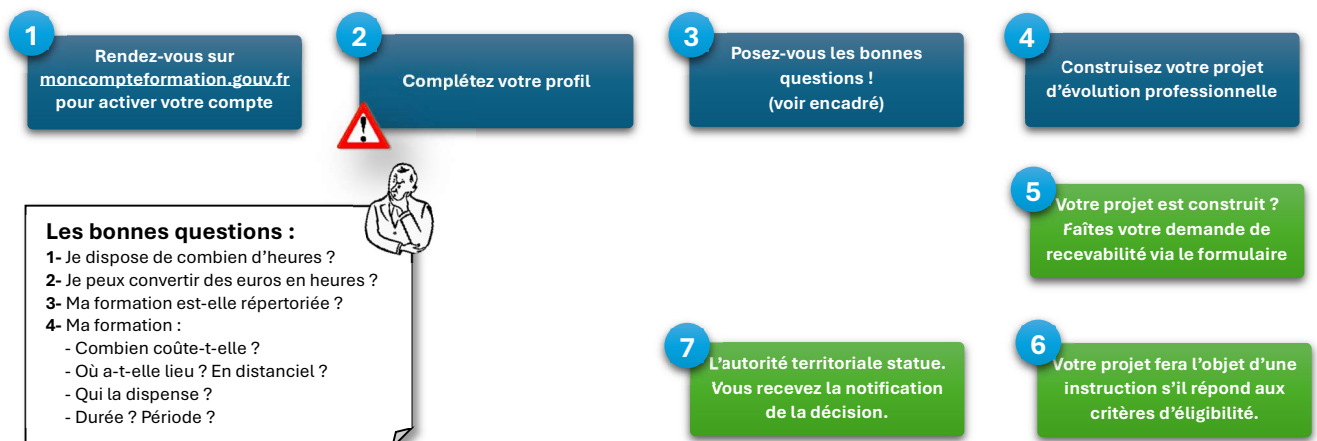 1
Rendez-vous sur
moncompteformation.gouv.fr
pour activer votre compte
2
Complétez votre profil
3
Posez-vous les bonnes
questions !
(voir encadré)
4
Construisez votre projet
d'évolution professionnelle
5
Votre projet est construit ?
Faîtes votre demande de
recevabilité via le formulaire
6
Votre projet fera l'objet d'une
instruction s'il répond aux
critères d'éligibilité.
7
L'autorité territoriale statue.
Vous recevez la notification
de la décision.
Les bonnes questions :
1- Je dispose de combien d'heures ?
2- Je peux convertir des euros en heures ?
3- Ma formation est-elle répertoriée ?
4- Ma formation :
- Combien coûte-t-elle ?
- Où a-t-elle lieu ? En distanciel ?
- Qui la dispense ?
- Durée ? Période ?